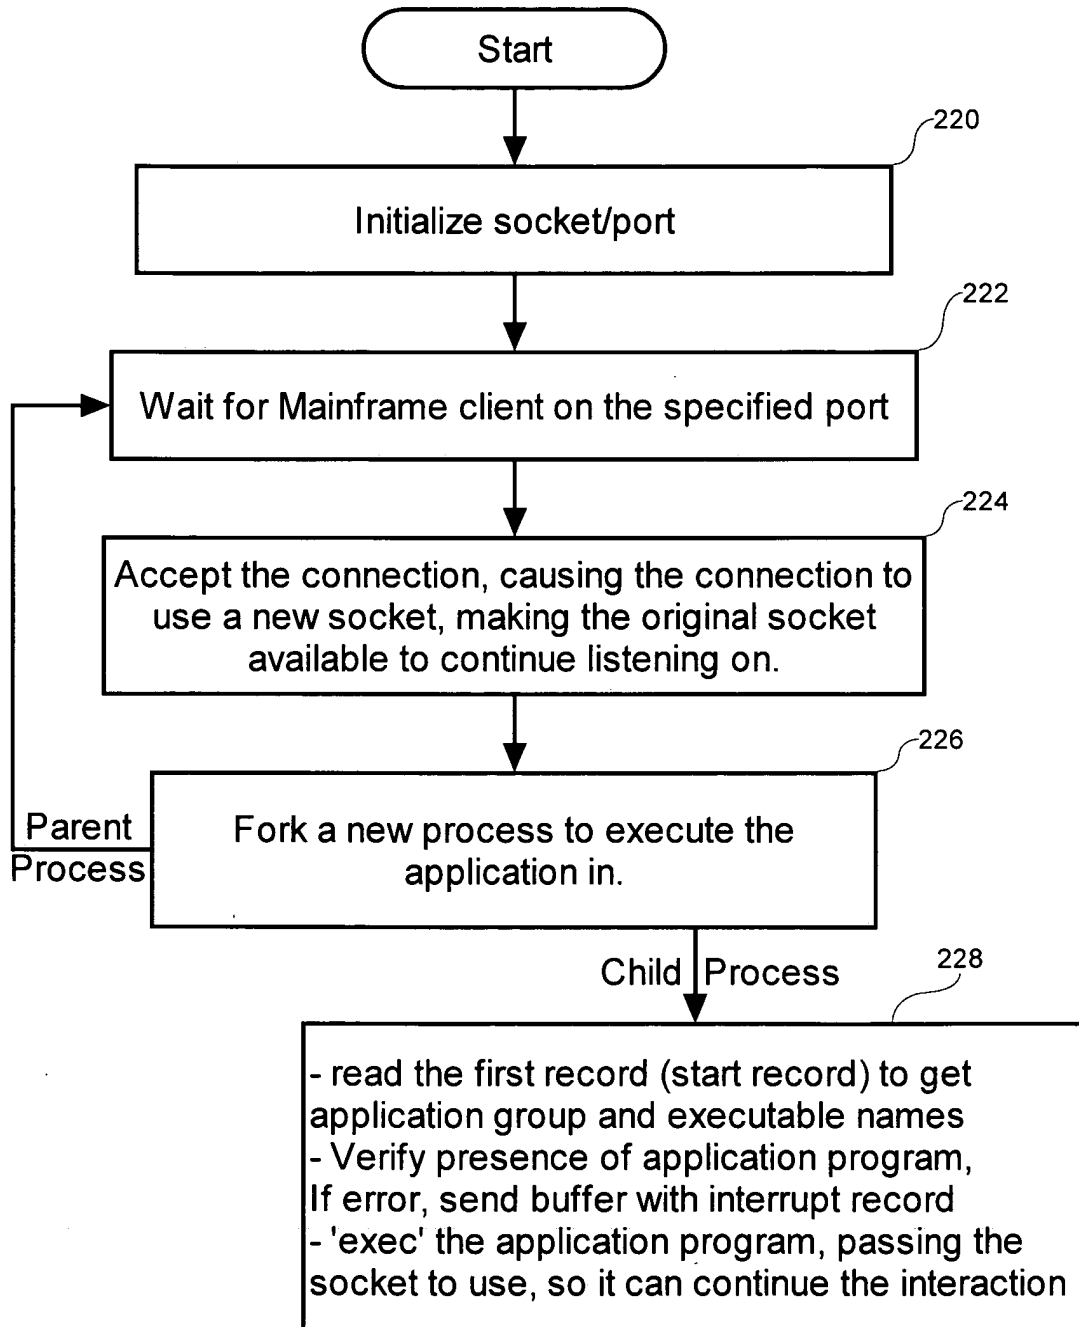 Start
220
Initialize socket/port
222
Wait for Mainframe client on the specified port
224
Accept the connection, causing the connection to
use a new socket, making the original socket
available to continue listening on.
226
Parent
Process
Fork a new process to execute the
application in.
Child Process
228
- read the first record (start record) to get
application group and executable names
- Verify presence of application program,
If error, send buffer with interrupt record
- 'exec' the application program, passing the
socket to use, so it can continue the interaction